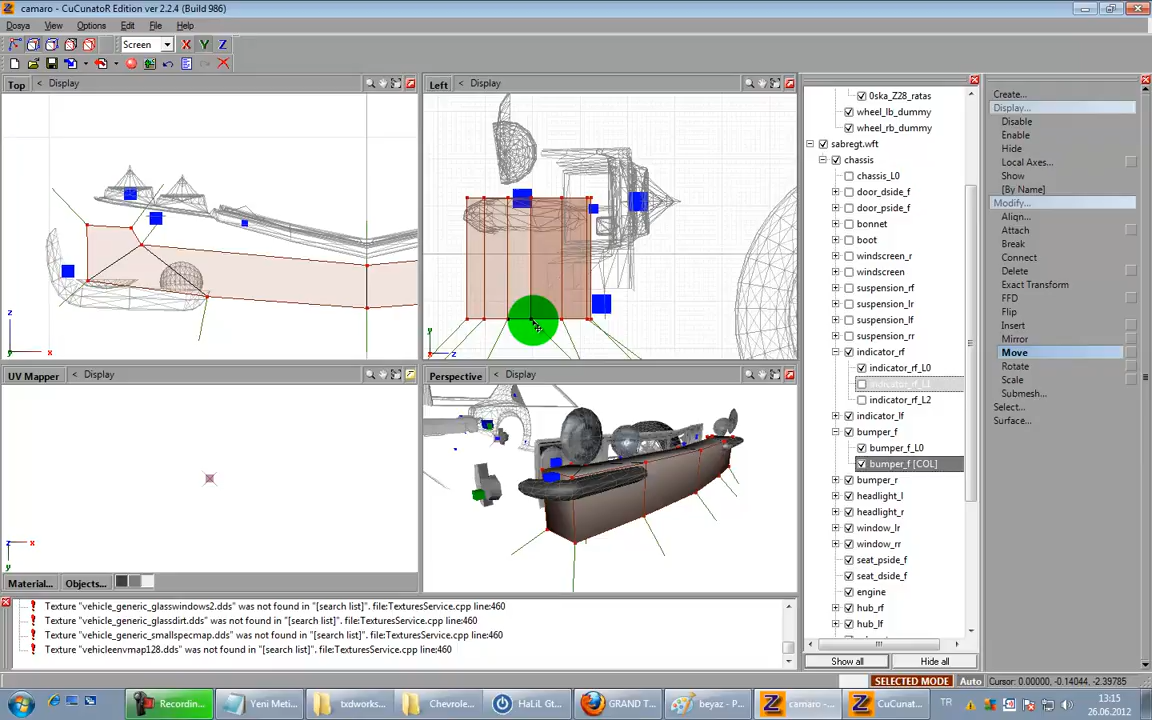 camaro - CuCunatoR Edition ver 2.2.4 (Build 986)
Dosya View Options Edit File Help
Screen X Y Z
Top < Display
Left < Display
z x y
y x z
UV Mapper < Display
Perspective < Display
z x y
Material... Objects...
Texture "vehicle_generic_glasswindows2.dds" was not found in "[search list]". file:TexturesService.cpp line:460
Texture "vehicle_generic_glassdirt.dds" was not found in "[search list]". file:TexturesService.cpp line:460
Texture "vehicle_generic_smallspecmap.dds" was not found in "[search list]". file:TexturesService.cpp line:460
Texture "vehicleenvmap128.dds" was not found in "[search list]". file:TexturesService.cpp line:460
0ska_Z28_ratas
wheel_lb_dummy
wheel_rb_dummy
sabregt.wft
chassis
chassis_L0
door_dside_f
door_pside_f
bonnet
boot
windscreen_r
windscreen
suspension_rf
suspension_lr
suspension_lf
suspension_rr
indicator_rf
indicator_rf_L0
indicator_rf_L1
indicator_rf_L2
indicator_lf
bumper_f
bumper_f_L0
bumper_f [COL]
bumper_r
headlight_l
headlight_r
window_lr
window_rr
seat_pside_f
seat_dside_f
engine
hub_rf
hub_lf
Show all Hide all
Create...
Display...
Disable
Enable
Hide
Local Axes...
Show
[By Name]
Modify...
Align...
Attach
Break
Connect
Delete
Expart Transformer
FFD
Flip
Insert
Mirror
Move
Rotate
Scale
Submesh...
Select...
Surface...
SELECTED MODE Auto Cursor: 0.00000, -0.14044, -2.39785
Recordin... Yeni Meti... txdworks... Chevrole... HaLiL Gt... GRAND T... beyaz - P... camaro -... CuCunat...
TR 13:15
26.06.2012